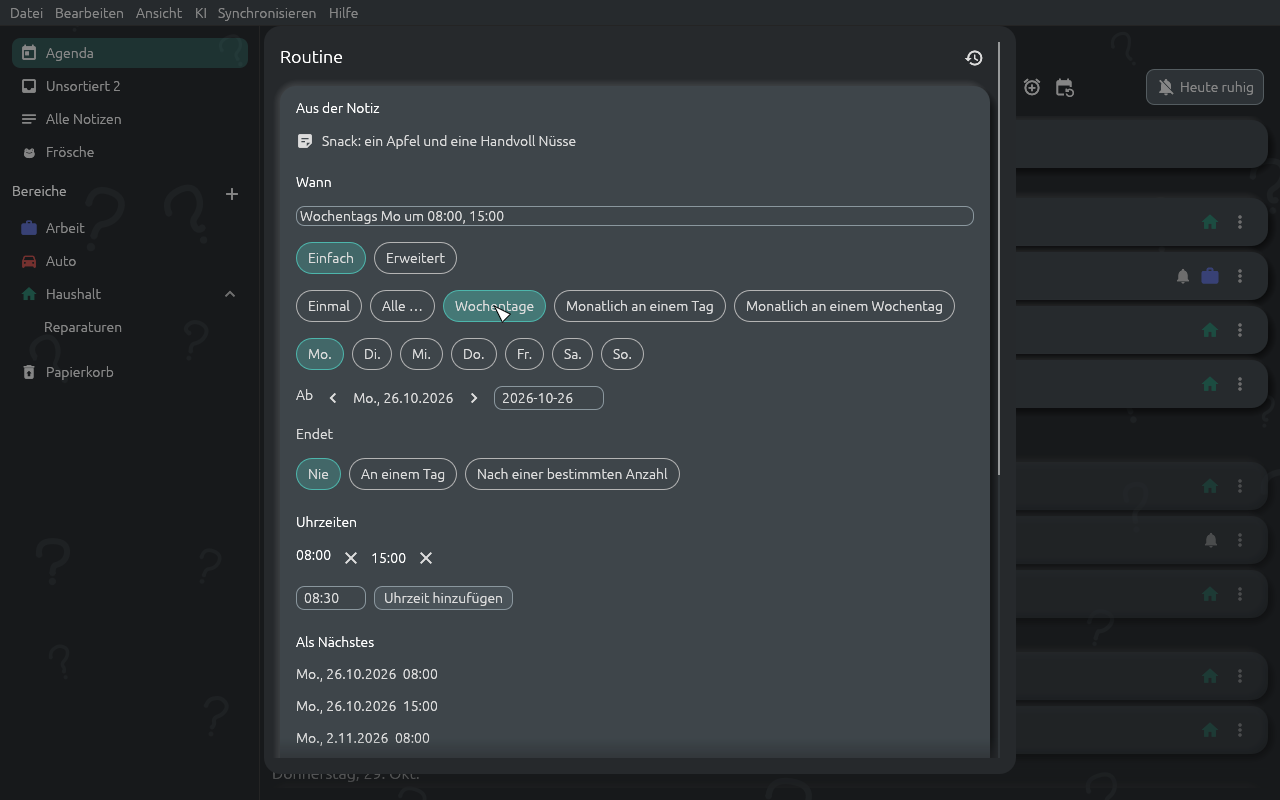 Datei Bearbeiten Ansicht KI Synchronisieren Hilfe
Agenda
Unsortiert 2
Alle Notizen
Frösche
Bereiche
Arbeit
Auto
Haushalt
Reparaturen
Papierkorb
Heute ruhig
Routine
Aus der Notiz
Snack: ein Apfel und eine Handvoll Nüsse
Wann
Wochentags Mo um 08:00, 15:00
Einfach Erweitert
Einmal Alle ... Wochentage Monatlich an einem Tag Monatlich an einem Wochentag
Mo. Di. Mi. Do. Fr. Sa. So.
Ab Mo., 26.10.2026 2026-10-26
Endet
Nie An einem Tag Nach einer bestimmten Anzahl
Uhrzeiten
08:00 15:00
08:30 Uhrzeit hinzufügen
Als Nächstes
Mo., 26.10.2026 08:00
Mo., 26.10.2026 15:00
Mo., 2.11.2026 08:00
Donnerstag, 29. Okt.